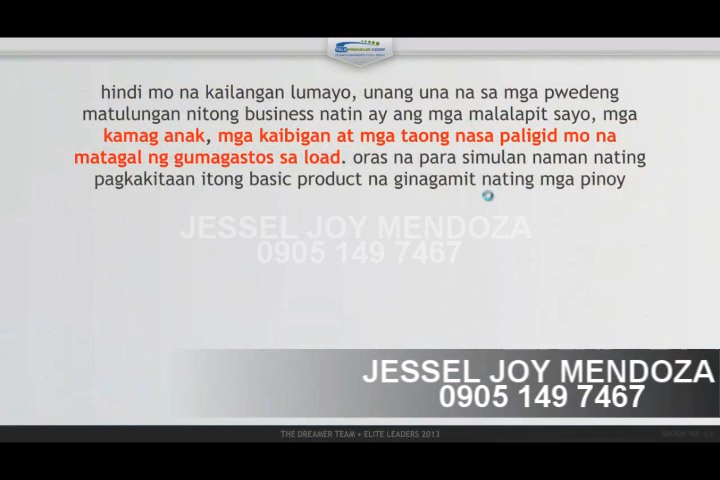 hindi mo na kailangan lumayo, unang una na sa mga pwedeng
matulungan nitong business natin ay ang mga malalapit sayo, mga
kamag anak, mga kaibigan at mga taong nasa paligid mo na
matagal ng gumagastos sa load. oras na para simulan naman nating
pagkakitaan itong basic product na ginagamit nating mga pinoy
JESSEL JOY MENDOZA
0905 149 7467
JESSEL JOY MENDOZA
0905 149 7467
THE DREAMER TEAM + ELITE LEADERS 2013